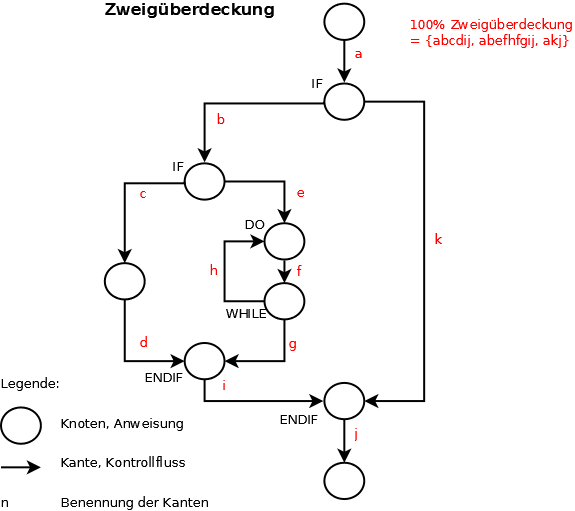 Zweigüberdeckung
100% Zweigüberdeckung
= {abcdij, abefhfgij, akj}
a
IF
b
IF
c
e
DO
k
h
f
WHILE
d
g
ENDIF
i
Legende:
ENDIF
Knoten, Anweisung
j
Kante, Kontrollfluss
n
Benennung der Kanten